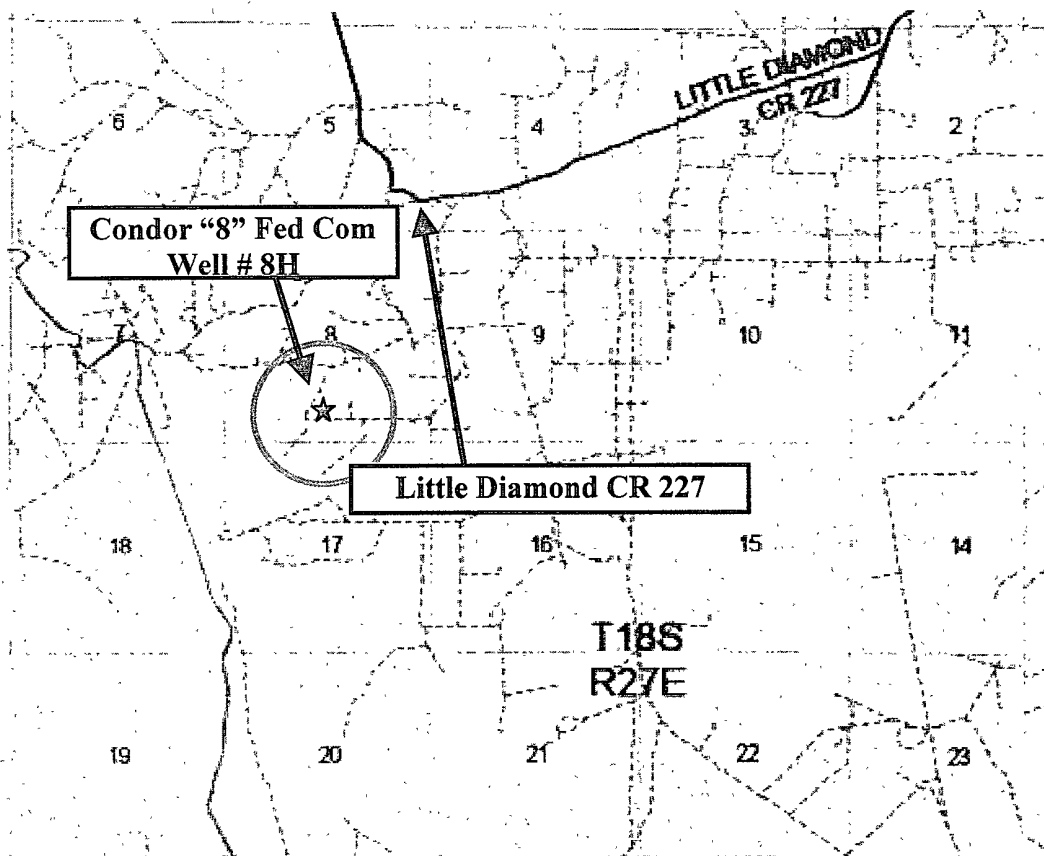 LITTLE DIAMOND
CR 227
6
5
4
3
2
Condor “8” Fed Com
Well # 8H
7
8
9
10
11
Little Diamond CR 227
18
17
16
15
14
T18S
R27E
19
20
21
22
23